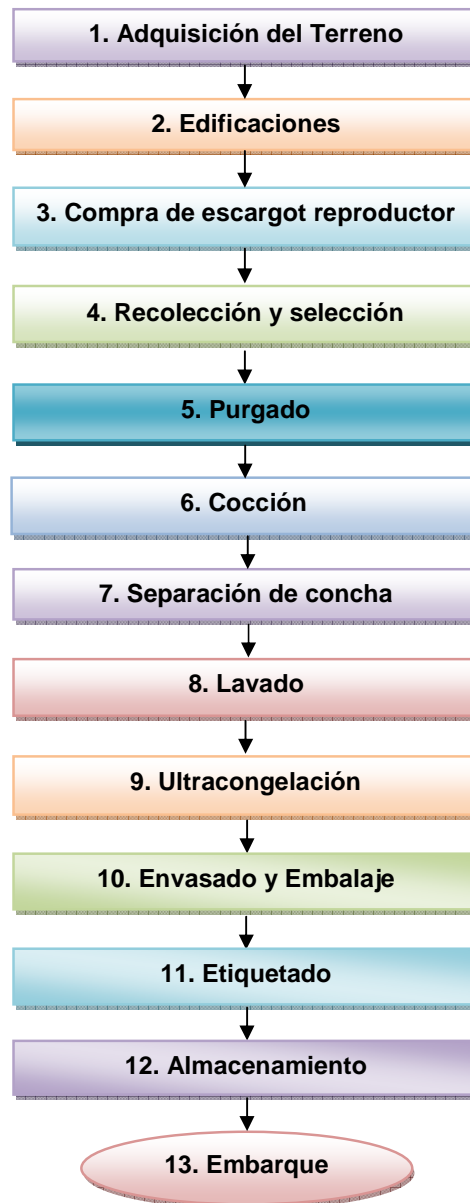 1. Adquisición del Terreno
2. Edificaciones
3. Compra de escargot reproductor
4. Recolección y selección
5. Purgado
6. Cocción
7. Separación de concha
8. Lavado
9. Ultracongelación
10. Envasado y Embalaje
11. Etiquetado
12. Almacenamiento
13. Embarque